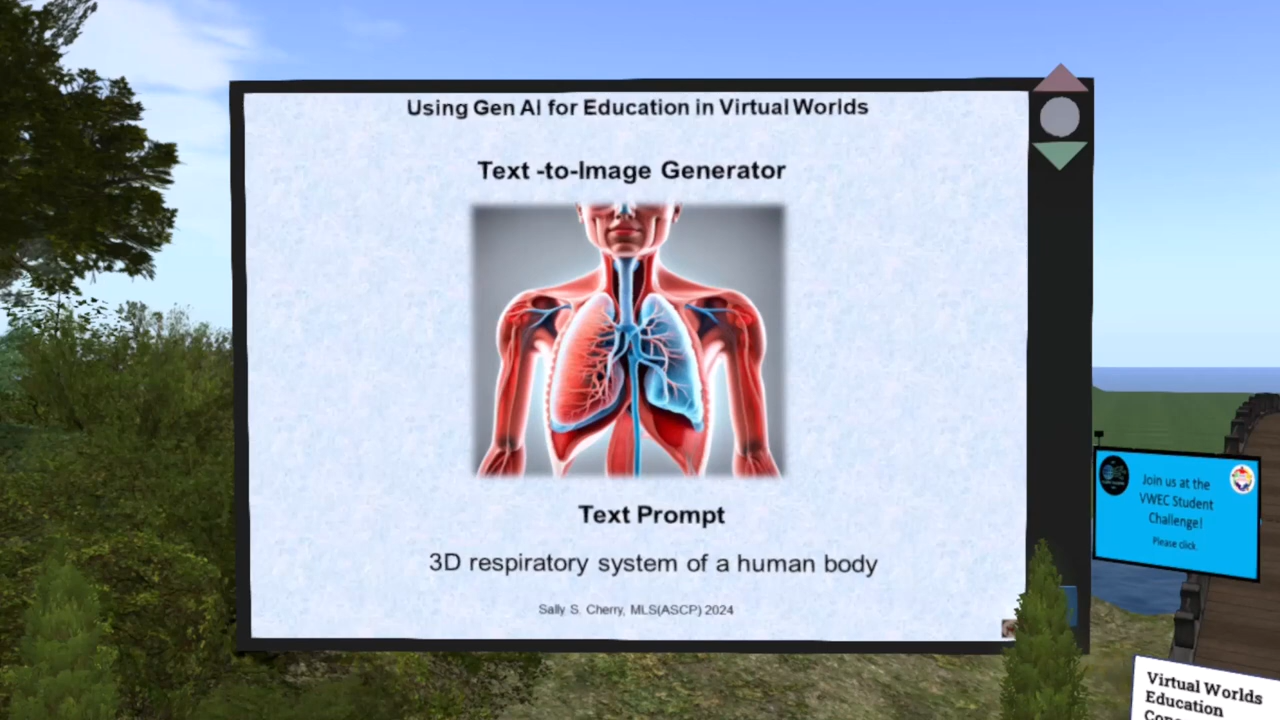 Using Gen AI for Education in Virtual Worlds
Text -to-Image Generator
Text Prompt
3D respiratory system of a human body
Sally S. Cherry, MLS(ASCP) 2024
Join us at the
VWEC Student
Challenge!
Please click.
Virtual Worlds
Education